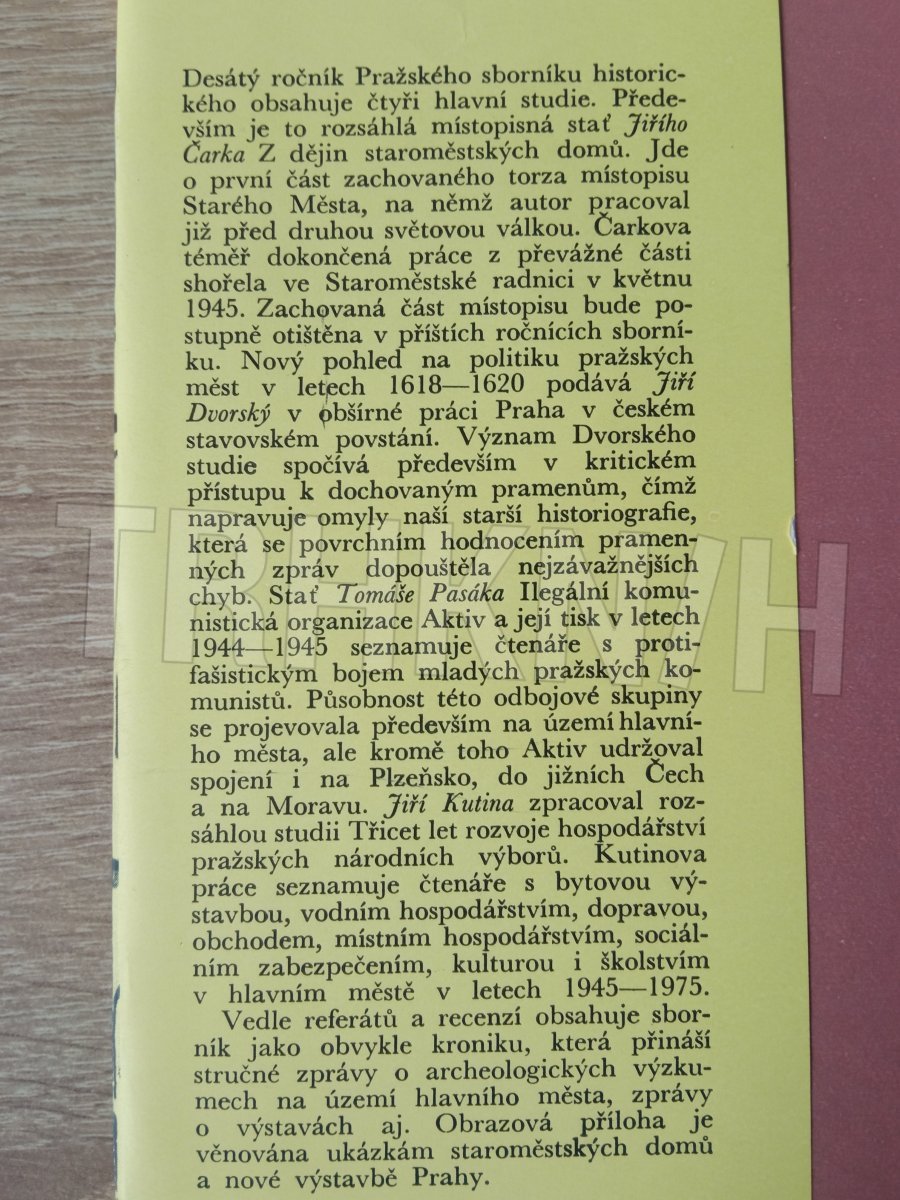 Desátý ročník Pražského sborníku historic-
kého obsahuje čtyři hlavní studie. Přede-
vším je to rozsáhlá místopisná stať Jiřího
Čarka Z dějin staroměstských domů. Jde
o první část zachovaného torza místopisu
Starého Města, na němž autor pracoval
již před druhou světovou válkou. Čarkova
téměř dokončená práce z převážné části
shořela ve Staroměstské radnici v květnu
1945. Zachovaná část místopisu bude po-
stupně otištěna v příštích ročnících sborní-
ku. Nový pohled na politiku pražských
měst v letech 1618—1620 podává Jiří
Dvorský v obšírné práci Praha v českém
stavovském povstání. Význam Dvorského
studie spočívá především v kritickém
přístupu k dochovaným pramenům, čímž
napravuje omyly naší starší historiografie,
která se povrchním hodnocením pramen-
ných zpráv dopouštěla nejzávažnějších
chyb. Stať Tomáše Pasáka Ilegální komu-
nistická organizace Aktiv a její tisk v letech
1944—1945 seznamuje čtenáře s proti-
fašistickým bojem mladých pražských ko-
munistů. Působnost této odbojové skupiny
se projevovala především na území hlavní-
ho města, ale kromě toho Aktiv udržoval
spojení i na Plzeňsko, do jižních Čech
a na Moravu. Jiří Kutina zpracoval roz-
sáhlou studii Třicet let rozvoje hospodářství
pražských národních výborů. Kutinova
práce seznamuje čtenáře s bytovou vý-
stavbou, vodním hospodářstvím, dopravou,
obchodem, místním hospodářstvím, sociál-
ním zabezpečením, kulturou i školstvím
v hlavním městě v letech 1945—1975.
Vedle referátů a recenzí obsahuje sbor-
ník jako obvykle kroniku, která přináší
stručné zprávy o archeologických výzku-
mech na území hlavního města, zprávy
o výstavách aj. Obrazová příloha je
věnována ukázkám staroměstských domů
a nové výstavbě Prahy.